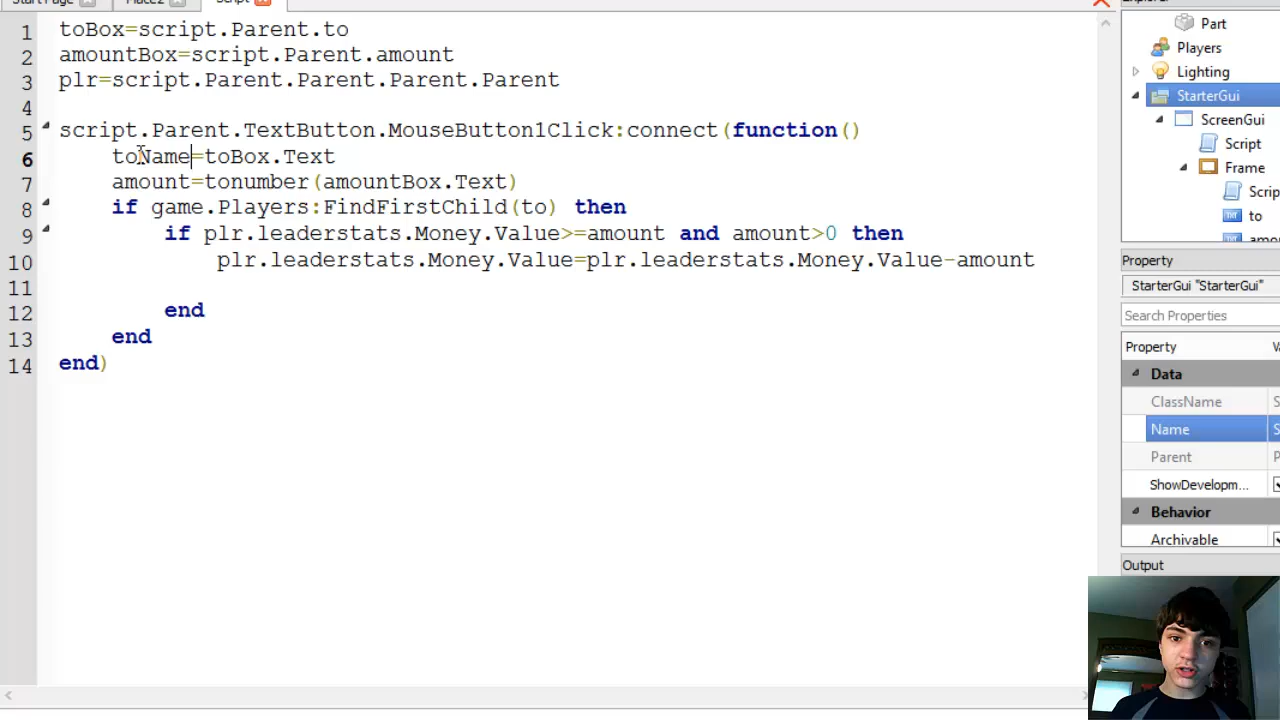 Start Page Place2 Script
1 toBox=script.Parent.to
2 amountBox=script.Parent.amount
3 plr=script.Parent.Parent.Parent.Parent
4
5 script.Parent.TextButton.MouseButton1Click:connect(function()
6 toName=toBox.Text
7 amount=tonumber(amountBox.Text)
8 if game.Players:FindFirstChild(to) then
9 if plr.leaderstats.Money.Value>=amount and amount>0 then
10 plr.leaderstats.Money.Value=plr.leaderstats.Money.Value-amount
11
12 end
13 end
14 end)
Explorer
Part
Players
Lighting
StarterGui
ScreenGui
Script
Frame
Scrip
to
amo
Property
StarterGui "StarterGui"
Search Properties
Property V
Data
ClassName S
Name S
Parent P
ShowDevelopm...
Behavior
Archivable
Output